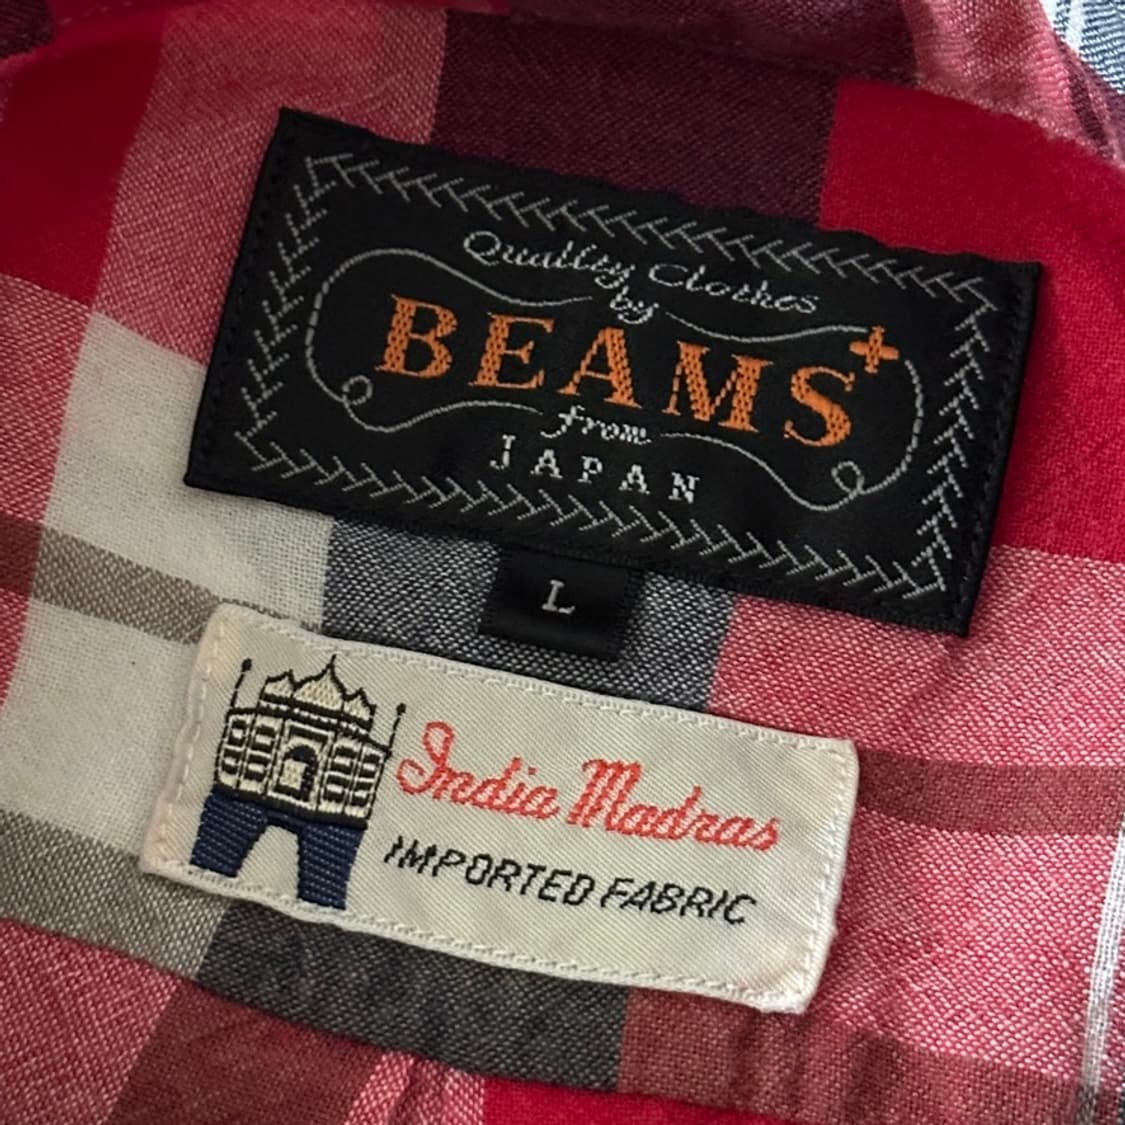 Quality Clothes
by
BEAMS+
from
JAPAN
L
India Madras
IMPORTED FABRIC